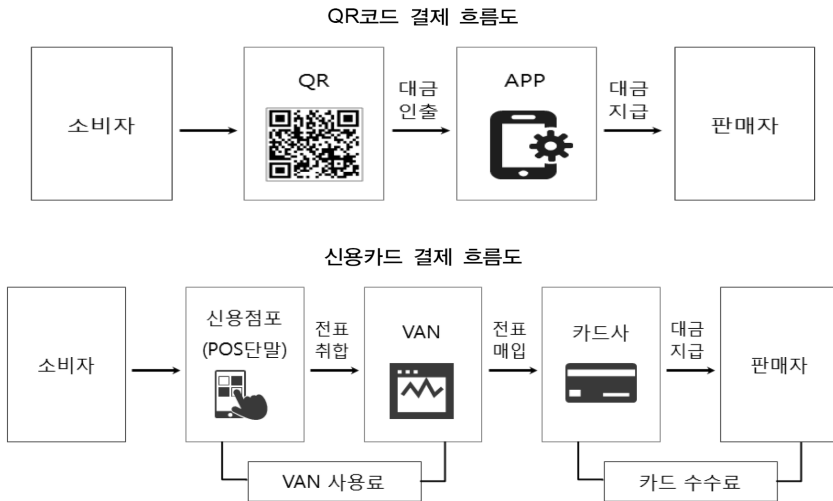 QR코드 결제 흐름도
소비자
QR
대금
인출
APP
대금
지급
판매자
신용카드 결제 흐름도
소비자
신용점포
(POS단말)
전표
취합
VAN
전표
매입
카드사
대금
지급
판매자
VAN 사용료
카드 수수료